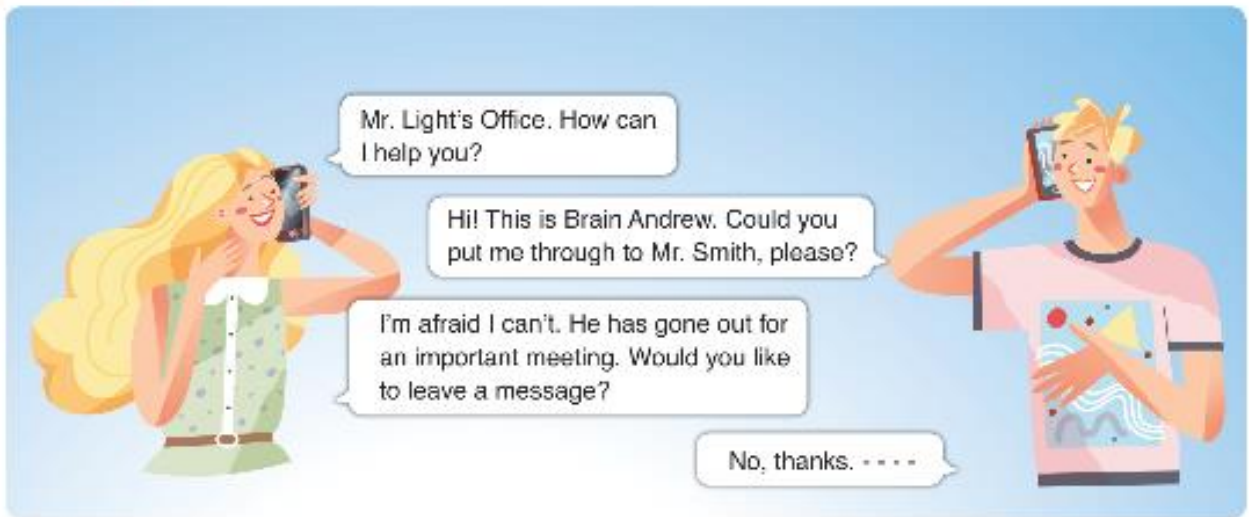 Mr. Light's Office. How can
I help you?
Hi! This is Brain Andrew. Could you
put me through to Mr. Smith, please?
I'm afraid I can't. He has gone out for
an important meeting. Would you like
to leave a message?
No, thanks. - - - -